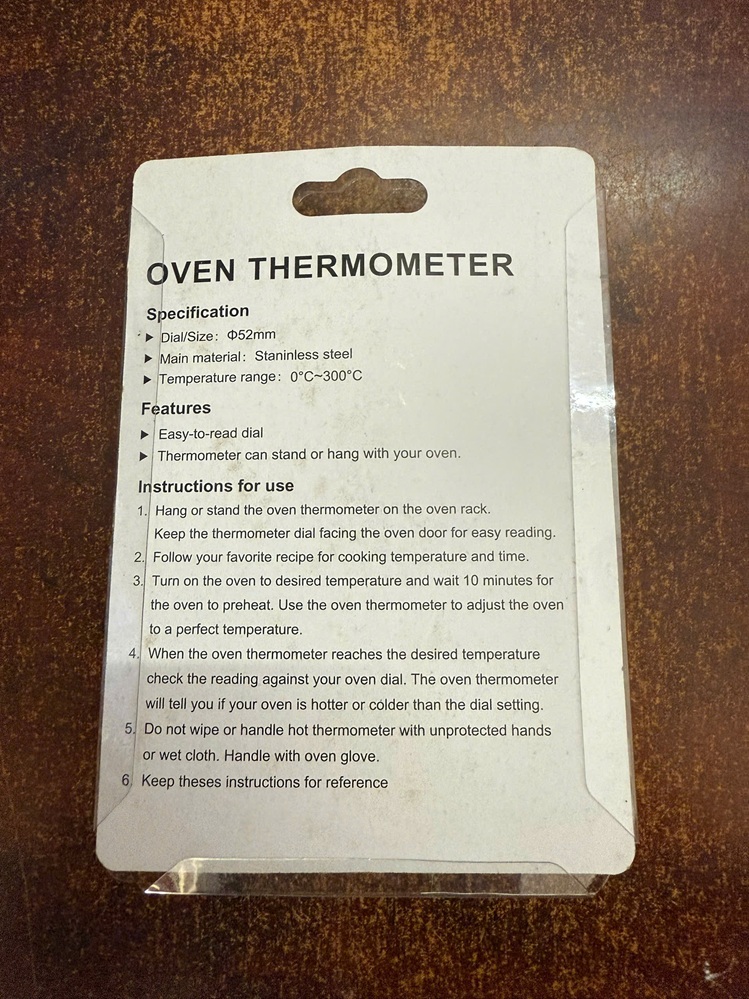 OVEN THERMOMETER
Specification
▶ Dial/Size: Φ52mm
▶ Main material: Staninless steel
▶ Temperature range: 0°C~300°C
Features
▶ Easy-to-read dial
▶ Thermometer can stand or hang with your oven.
Instructions for use
1. Hang or stand the oven thermometer on the oven rack.
Keep the thermometer dial facing the oven door for easy reading.
2. Follow your favorite recipe for cooking temperature and time.
3. Turn on the oven to desired temperature and wait 10 minutes for
the oven to preheat. Use the oven thermometer to adjust the oven
to a perfect temperature.
4. When the oven thermometer reaches the desired temperature
check the reading against your oven dial. The oven thermometer
will tell you if your oven is hotter or colder than the dial setting.
5. Do not wipe or handle hot thermometer with unprotected hands
or wet cloth. Handle with oven glove.
6. Keep theses instructions for reference